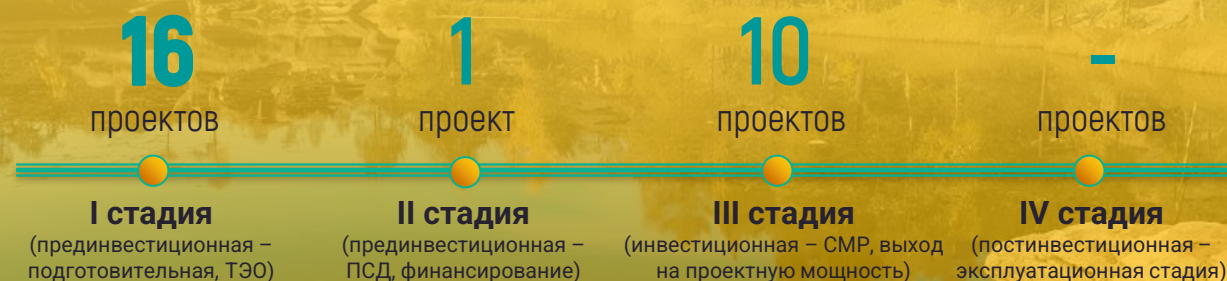 16
проектов
I стадия
(прединвестиционная –
подготовительная, ТЭО)
1
проект
II стадия
(прединвестиционная –
ПСД, финансирование)
10
проектов
III стадия
(инвестиционная – СМР, выход
на проектную мощность)
-
проектов
IV стадия
(постинвестиционная –
эксплуатационная стадия)